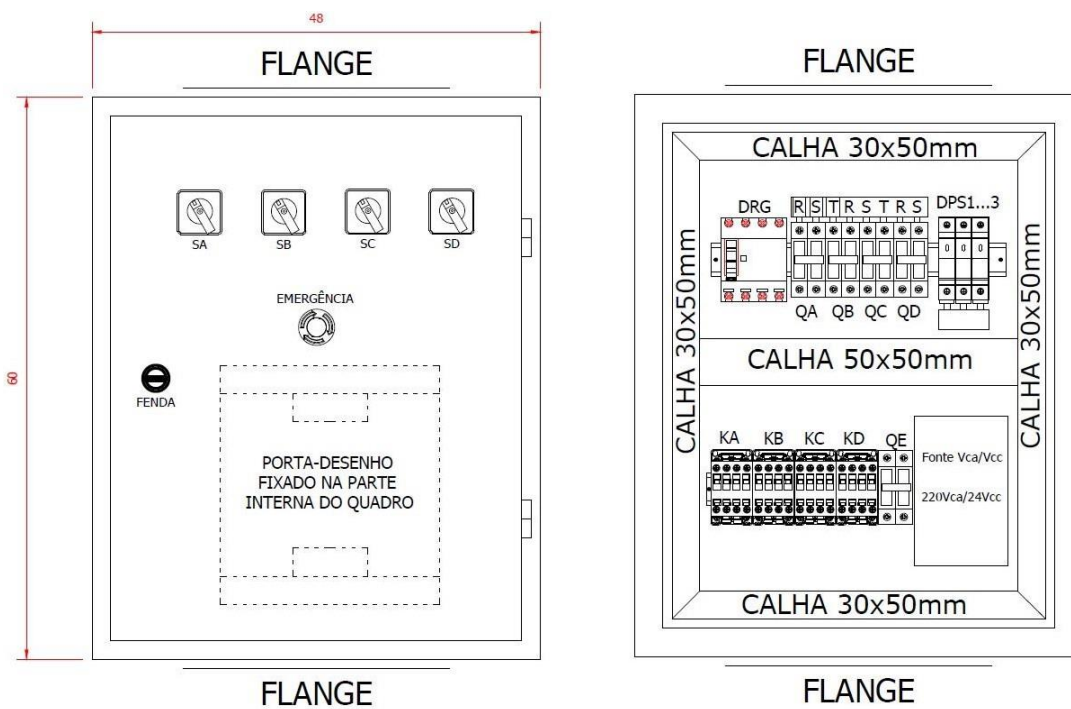 48
FLANGE
60
SA
SB
SC
SD
EMERGÊNCIA
FENDA
PORTA-DESENHO
FIXADO NA PARTE
INTERNA DO QUADRO
FLANGE
FLANGE
CALHA 30x50mm
CALHA 30x50mm
DRG
R S T R S T R S
DPS1...3
QA QB QC QD
CALHA 30x50mm
CALHA 50x50mm
KA KB KC KD QE
Fonte Vca/Vcc
220Vca/24Vcc
CALHA 30x50mm
FLANGE